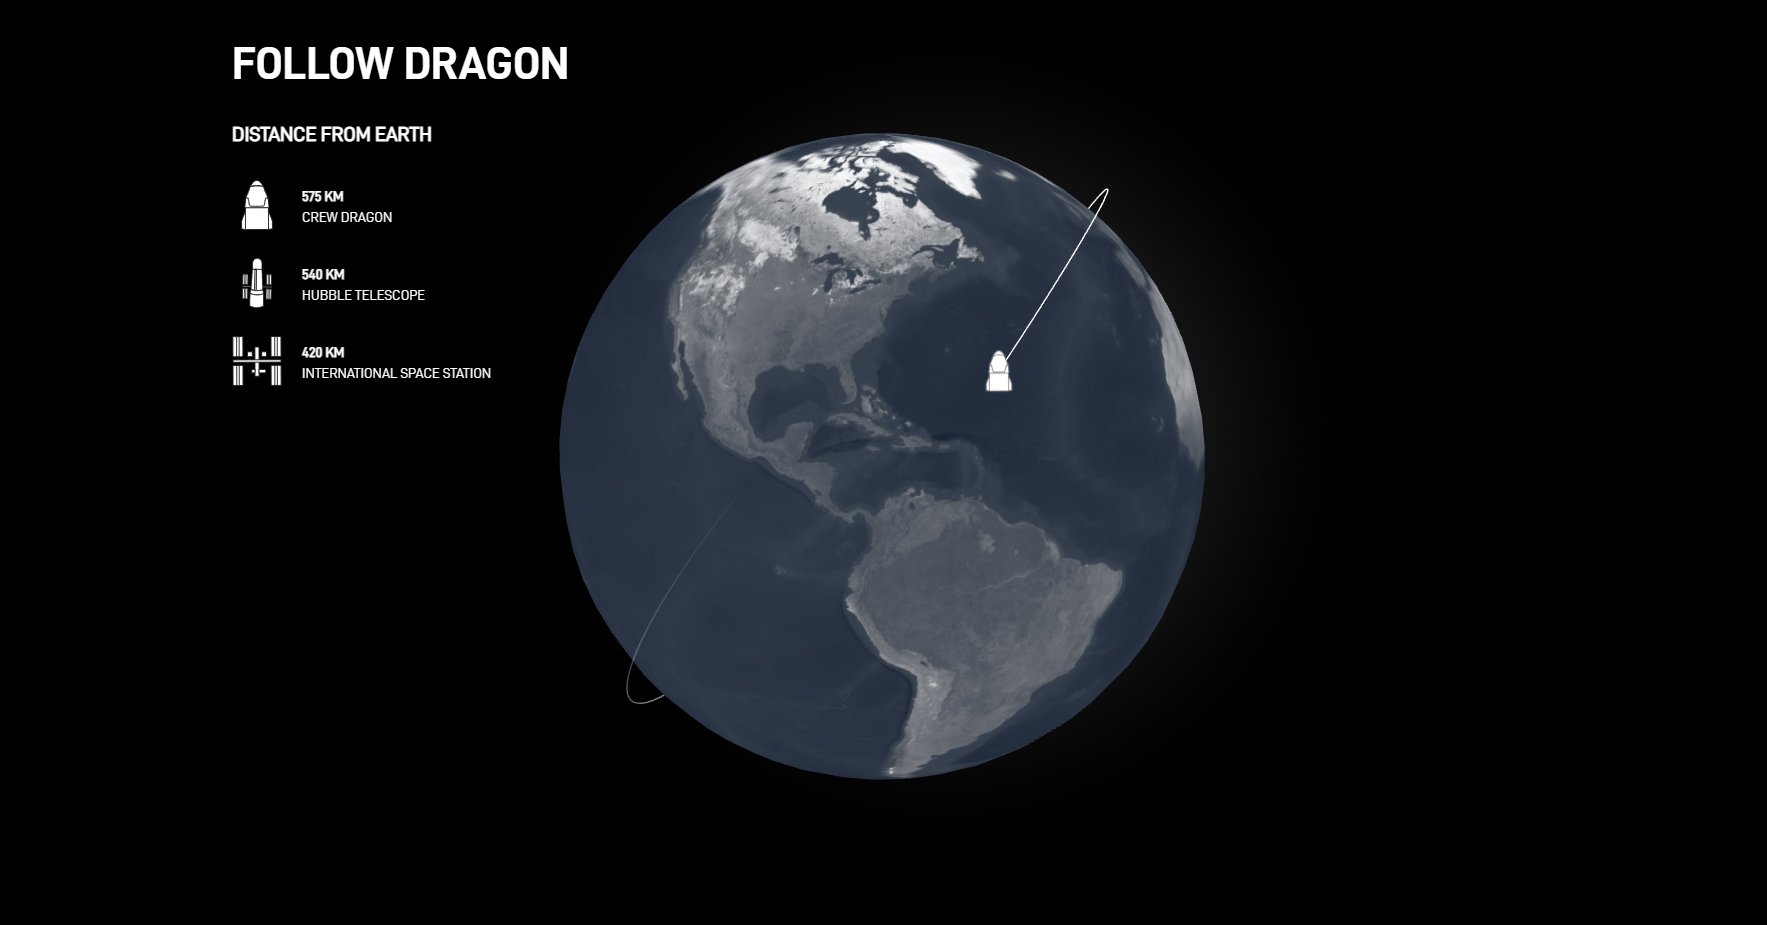 FOLLOW DRAGON
DISTANCE FROM EARTH
575 KM
CREW DRAGON
540 KM
HUBBLE TELESCOPE
420 KM
INTERNATIONAL SPACE STATION